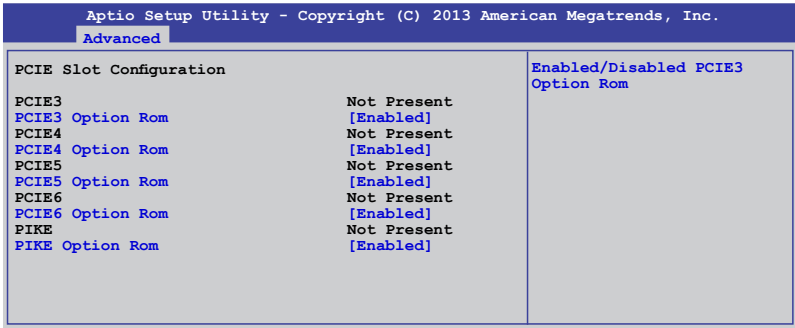 Aptio Setup Utility - Copyright (C) 2013 American Megatrends, Inc.
Advanced
PCIE Slot Configuration
PCIE3 Not Present
PCIE3 Option Rom [Enabled]
PCIE4 Not Present
PCIE4 Option Rom [Enabled]
PCIE5 Not Present
PCIE5 Option Rom [Enabled]
PCIE6 Not Present
PCIE6 Option Rom [Enabled]
PIKE Not Present
PIKE Option Rom [Enabled]
Enabled/Disabled PCIE3
Option Rom